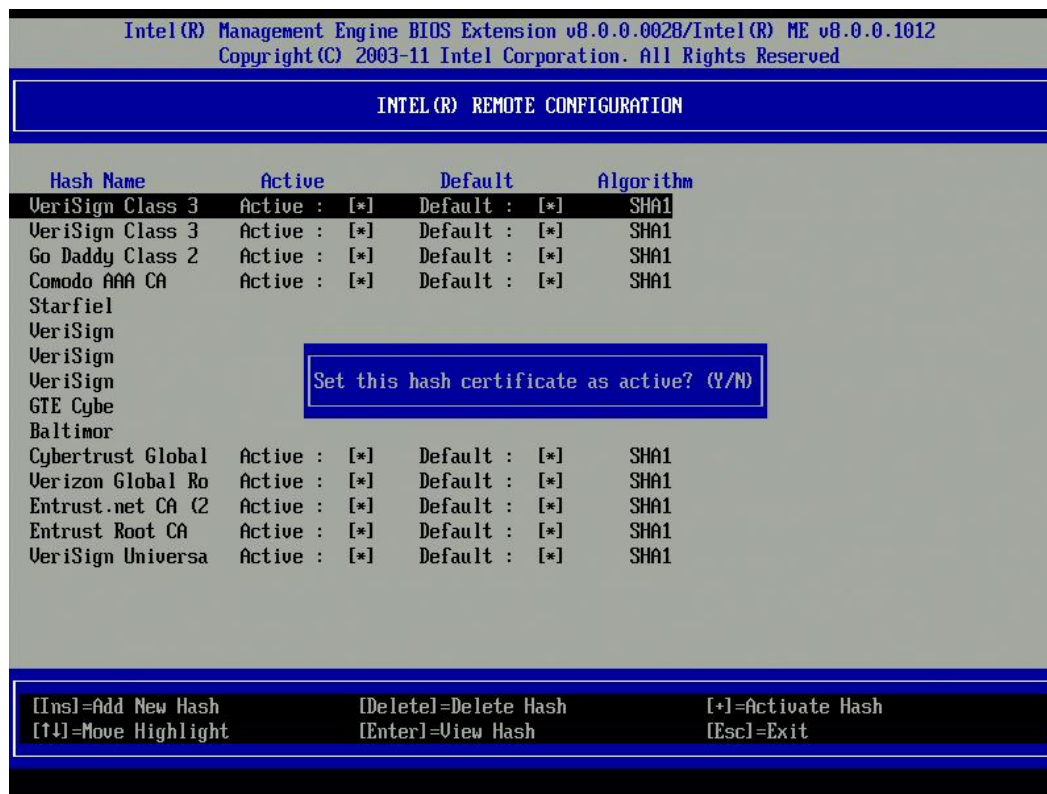 Intel(R) Management Engine BIOS Extension v8.0.0.0028/Intel(R) ME v8.0.0.1012
Copyright(C) 2003-11 Intel Corporation. All Rights Reserved
INTEL(R) REMOTE CONFIGURATION
Hash Name Active Default Algorithm
VeriSign Class 3 Active : [*] Default : [*] SHA1
VeriSign Class 3 Active : [*] Default : [*] SHA1
Go Daddy Class 2 Active : [*] Default : [*] SHA1
Comodo AAA CA Active : [*] Default : [*] SHA1
Starfiel
VeriSign
VeriSign
VeriSign
Set this hash certificate as active? (Y/N)
GTE Cybe
Baltimor
Cybertrust Global Active : [*] Default : [*] SHA1
Verizon Global Ro Active : [*] Default : [*] SHA1
Entrust.net CA (2 Active : [*] Default : [*] SHA1
Entrust Root CA Active : [*] Default : [*] SHA1
VeriSign Universa Active : [*] Default : [*] SHA1
[Ins]=Add New Hash [Delete]=Delete Hash [+]=Activate Hash
[↑↓]=Move Highlight [Enter]=View Hash [Esc]=Exit